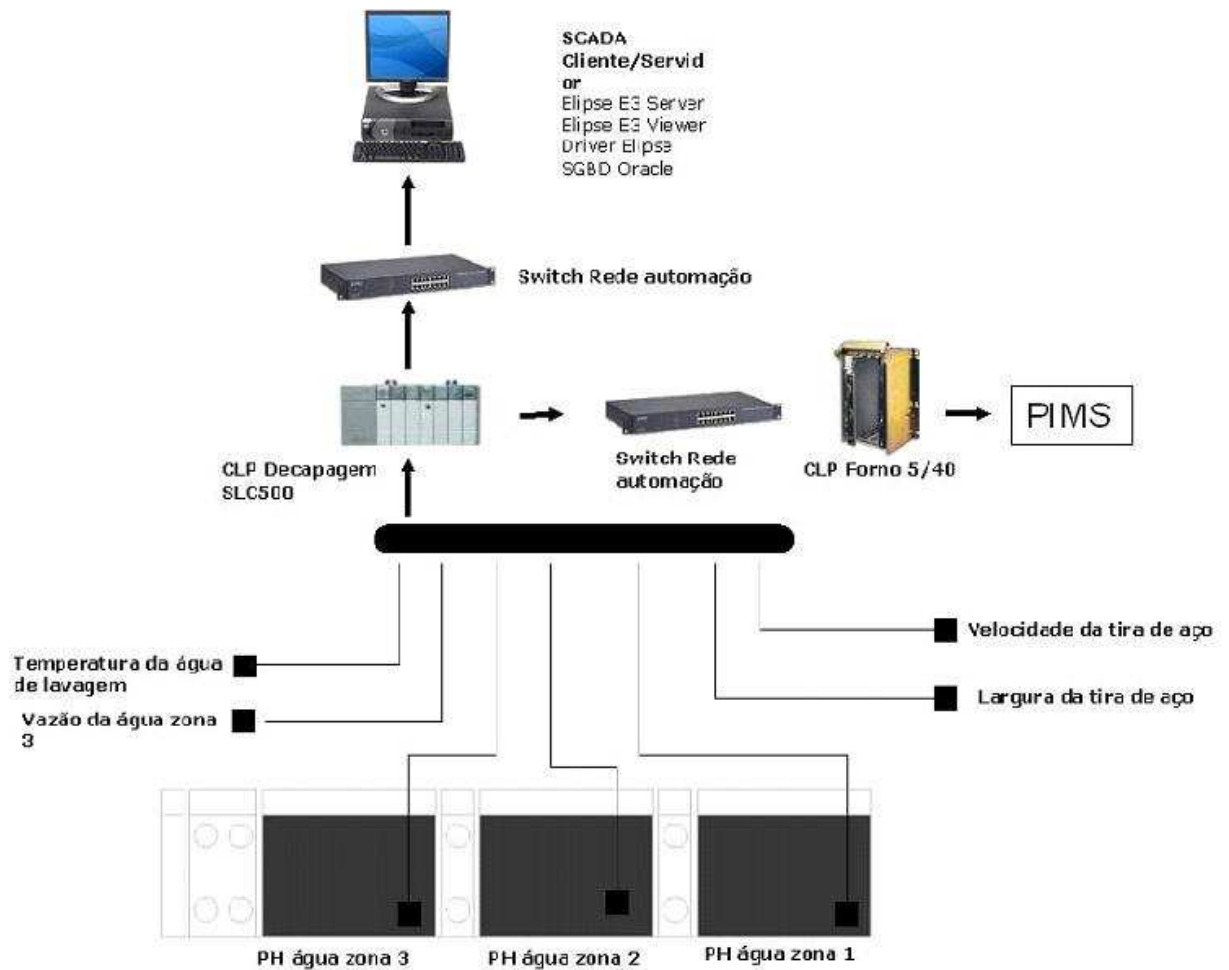 SCADA
Cliente/Servid
or
Elipse E3 Server
Elipse E3 Viewer
Driver Elipse
SGBD Oracle
Switch Rede automação
CLP Decapagem
SLC500
Switch Rede
automação
CLP Forno 5/40
PIMS
Velocidade da tira de aço
Temperatura da água
de lavagem
Largura da tira de aço
Vazão da água zona
3
PH água zona 3
PH água zona 2
PH água zona 1